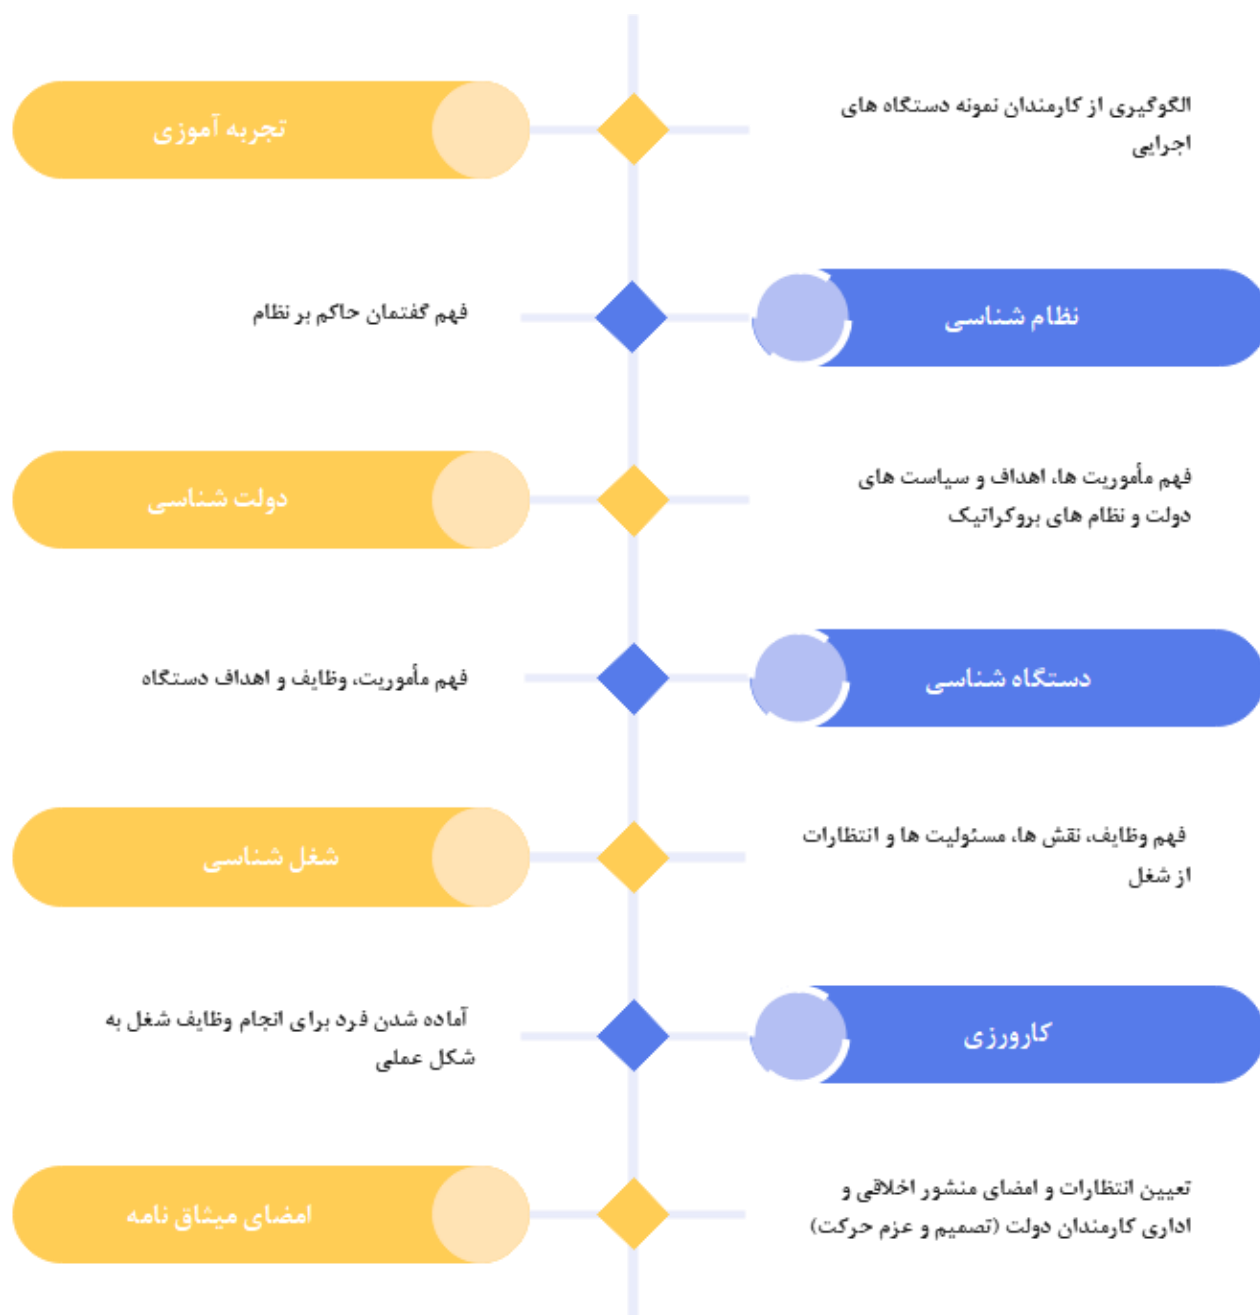 تجربه آموزی
الگوگیری از کارمندان نمونه دستگاه های
اجرایی
نظام شناسی
فهم گفتمان حاکم بر نظام
دولت شناسی
فهم مأموریت ها، اهداف و سیاست های
دولت و نظام های بروکراتیک
دستگاه شناسی
فهم مأموریت، وظایف و اهداف دستگاه
شغل شناسی
فهم وظایف، نقش ها، مسئولیت ها و انتظارات
از شغل
کارورزی
آماده شدن فرد برای انجام وظایف شغل به
شکل عملی
امضای میثاق نامه
تعیین انتظارات و امضای منشور اخلاقی و
اداری کارمندان دولت (تصمیم و عزم حرکت)